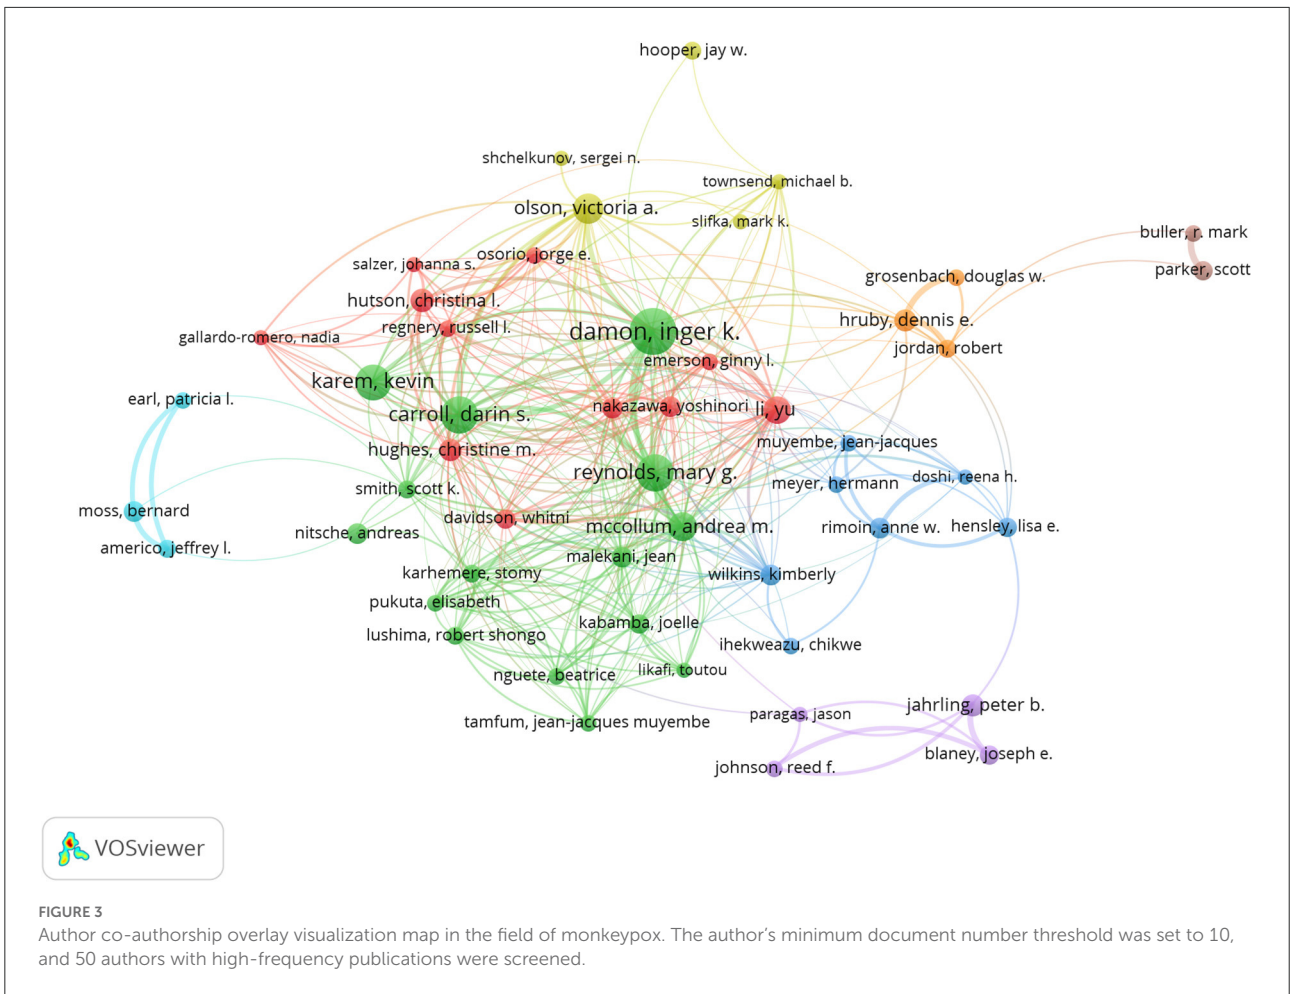 hooper, jay w.
shchelkunov, sergei n.
townsend, michael b.
olson, victoria a.
slifka, mark k.
buller, r. mark
osorio, jorge e.
salzer, johanna s.
parker, scott
grosenbach, douglas w.
hutson, christina l.
regnery, russell l.
hruby, dennis e.
gallardo-romero, nadia
damon, inger k.
jordan, robert
emerson, ginny l.
karem, kevin
earl, patricia l.
carroll, darin s.
nakazawa, yoshinori
li, yu
muyembe, jean-jacques
hughes, christine m.
reynolds, mary g.
meyer, hermann
doshi, reena h.
smith, scott k.
moss, bernard
davidson, whitni
mccollum, andrea m.
rimoin, anne w.
hensley, lisa e.
nitsche, andreas
americo, jeffrey l.
malekani, jean
karhemere, stomy
wilkins, kimberly
pukuta, elisabeth
kabamba, joelle
lushima, robert shongo
ihekweazu, chikwe
nguete, beatrice
likafi, toutou
tamfum, jean-jacques muyembe
paragas, jason
jahrling, peter b.
johnson, reed f.
blaney, joseph e.
VOSviewer
FIGURE 3
Author co-authorship overlay visualization map in the field of monkeypox. The author's minimum document number threshold was set to 10,
and 50 authors with high-frequency publications were screened.